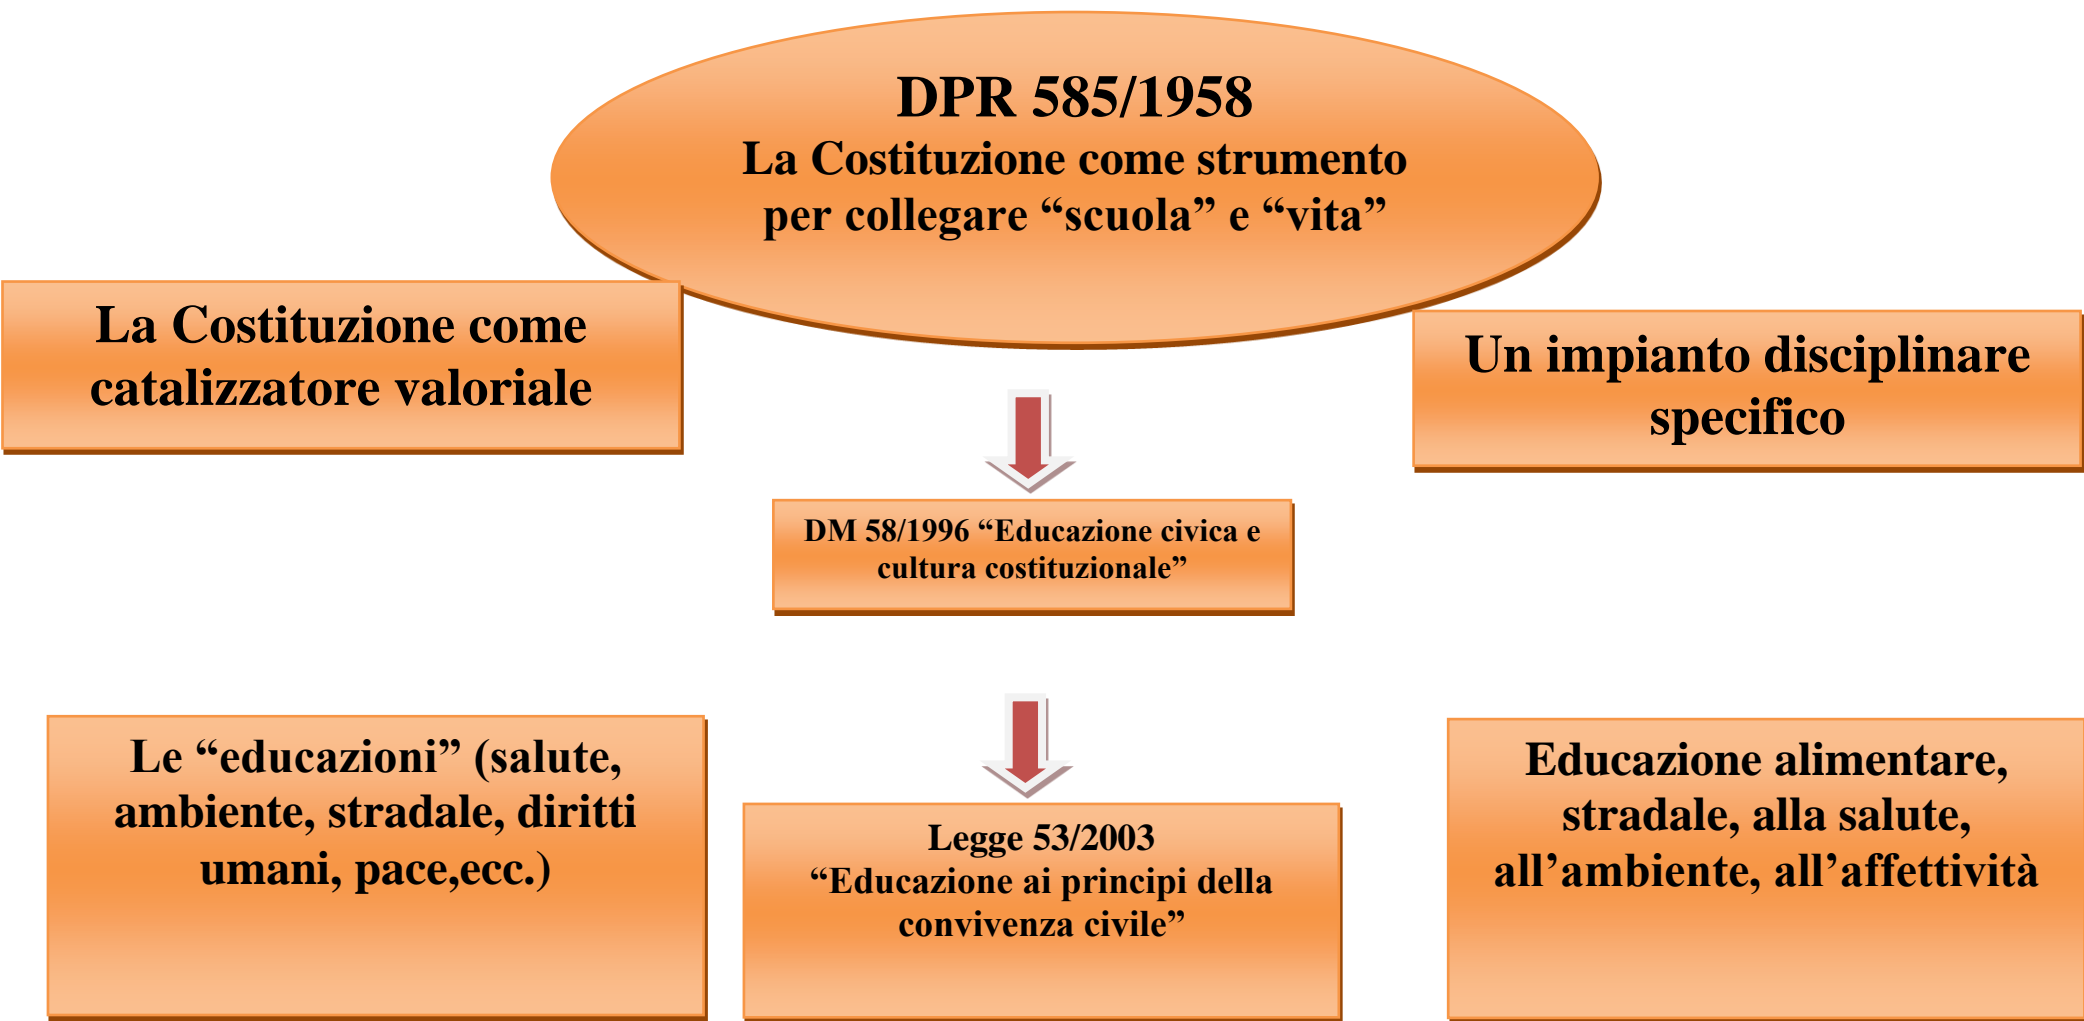 DPR 585/1958
La Costituzione come strumento
per collegare “scuola” e “vita”
La Costituzione come
catalizzatore valoriale
Un impianto disciplinare
specifico
DM 58/1996 “Educazione civica e
cultura costituzionale”
Le “educazioni” (salute,
ambiente, stradale, diritti
umani, pace,ecc.)
Legge 53/2003
“Educazione ai principi della
convivenza civile”
Educazione alimentare,
stradale, alla salute,
all’ambiente, all’affettività